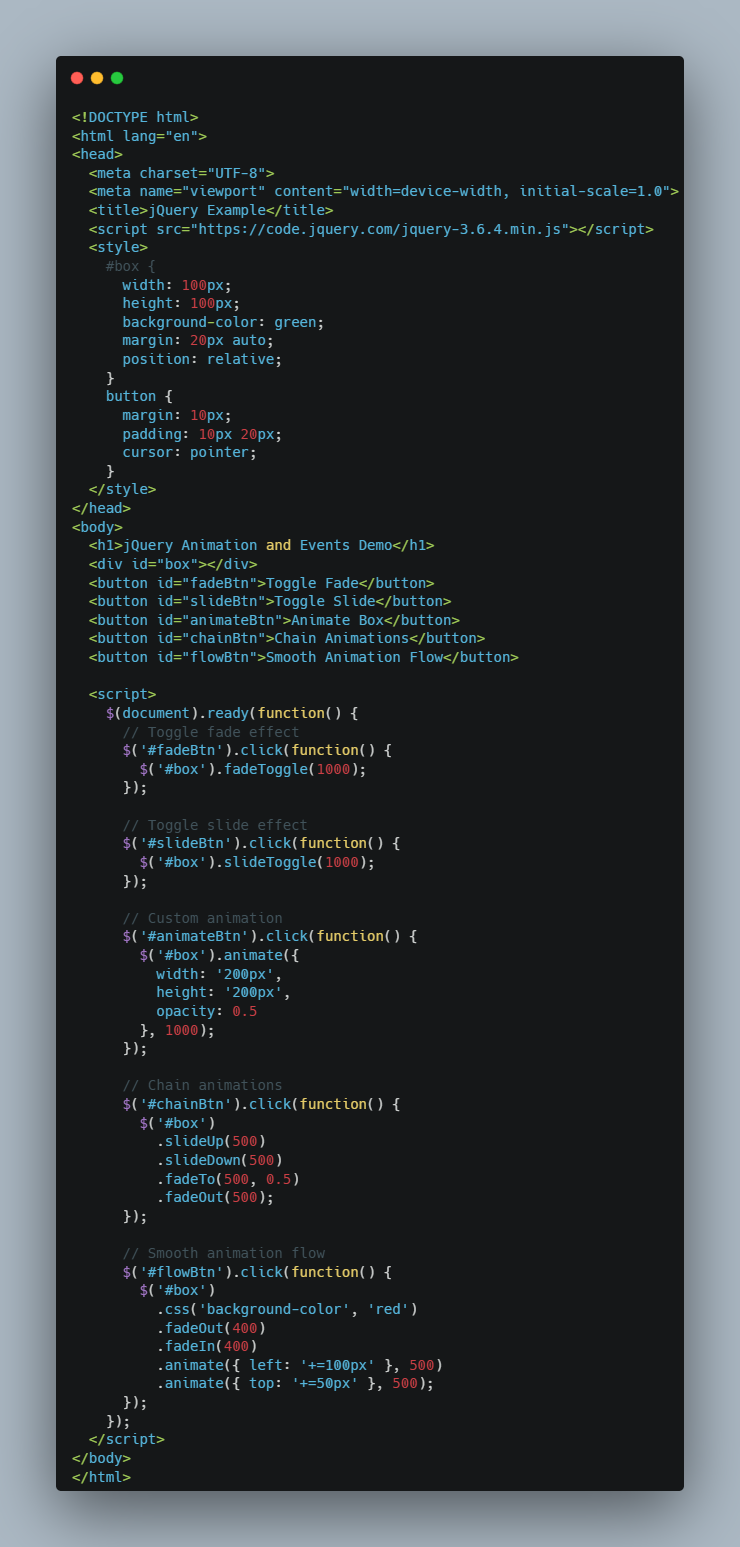 <!DOCTYPE html>
<html lang="en">
<head>
  <meta charset="UTF-8">
  <meta name="viewport" content="width=device-width, initial-scale=1.0">
  <title>jQuery Example</title>
  <script src="https://code.jquery.com/jquery-3.6.4.min.js"></script>
  <style>
    #box {
      width: 100px;
      height: 100px;
      background-color: green;
      margin: 20px auto;
      position: relative;
    }
    button {
      margin: 10px;
      padding: 10px 20px;
      cursor: pointer;
    }
  </style>
</head>
<body>
  <h1>jQuery Animation and Events Demo</h1>
  <div id="box"></div>
  <button id="fadeBtn">Toggle Fade</button>
  <button id="slideBtn">Toggle Slide</button>
  <button id="animateBtn">Animate Box</button>
  <button id="chainBtn">Chain Animations</button>
  <button id="flowBtn">Smooth Animation Flow</button>

  <script>
    $(document).ready(function() {
      // Toggle fade effect
      $('#fadeBtn').click(function() {
        $('#box').fadeToggle(1000);
      });

      // Toggle slide effect
      $('#slideBtn').click(function() {
        $('#box').slideToggle(1000);
      });

      // Custom animation
      $('#animateBtn').click(function() {
        $('#box').animate({
          width: '200px',
          height: '200px',
          opacity: 0.5
        }, 1000);
      });

      // Chain animations
      $('#chainBtn').click(function() {
        $('#box')
          .slideUp(500)
          .slideDown(500)
          .fadeTo(500, 0.5)
          .fadeOut(500);
      });

      // Smooth animation flow
      $('#flowBtn').click(function() {
        $('#box')
          .css('background-color', 'red')
          .fadeOut(400)
          .fadeIn(400)
          .animate({ left: '+=100px' }, 500)
          .animate({ top: '+=50px' }, 500);
      });
    });
  </script>
</body>
</html>